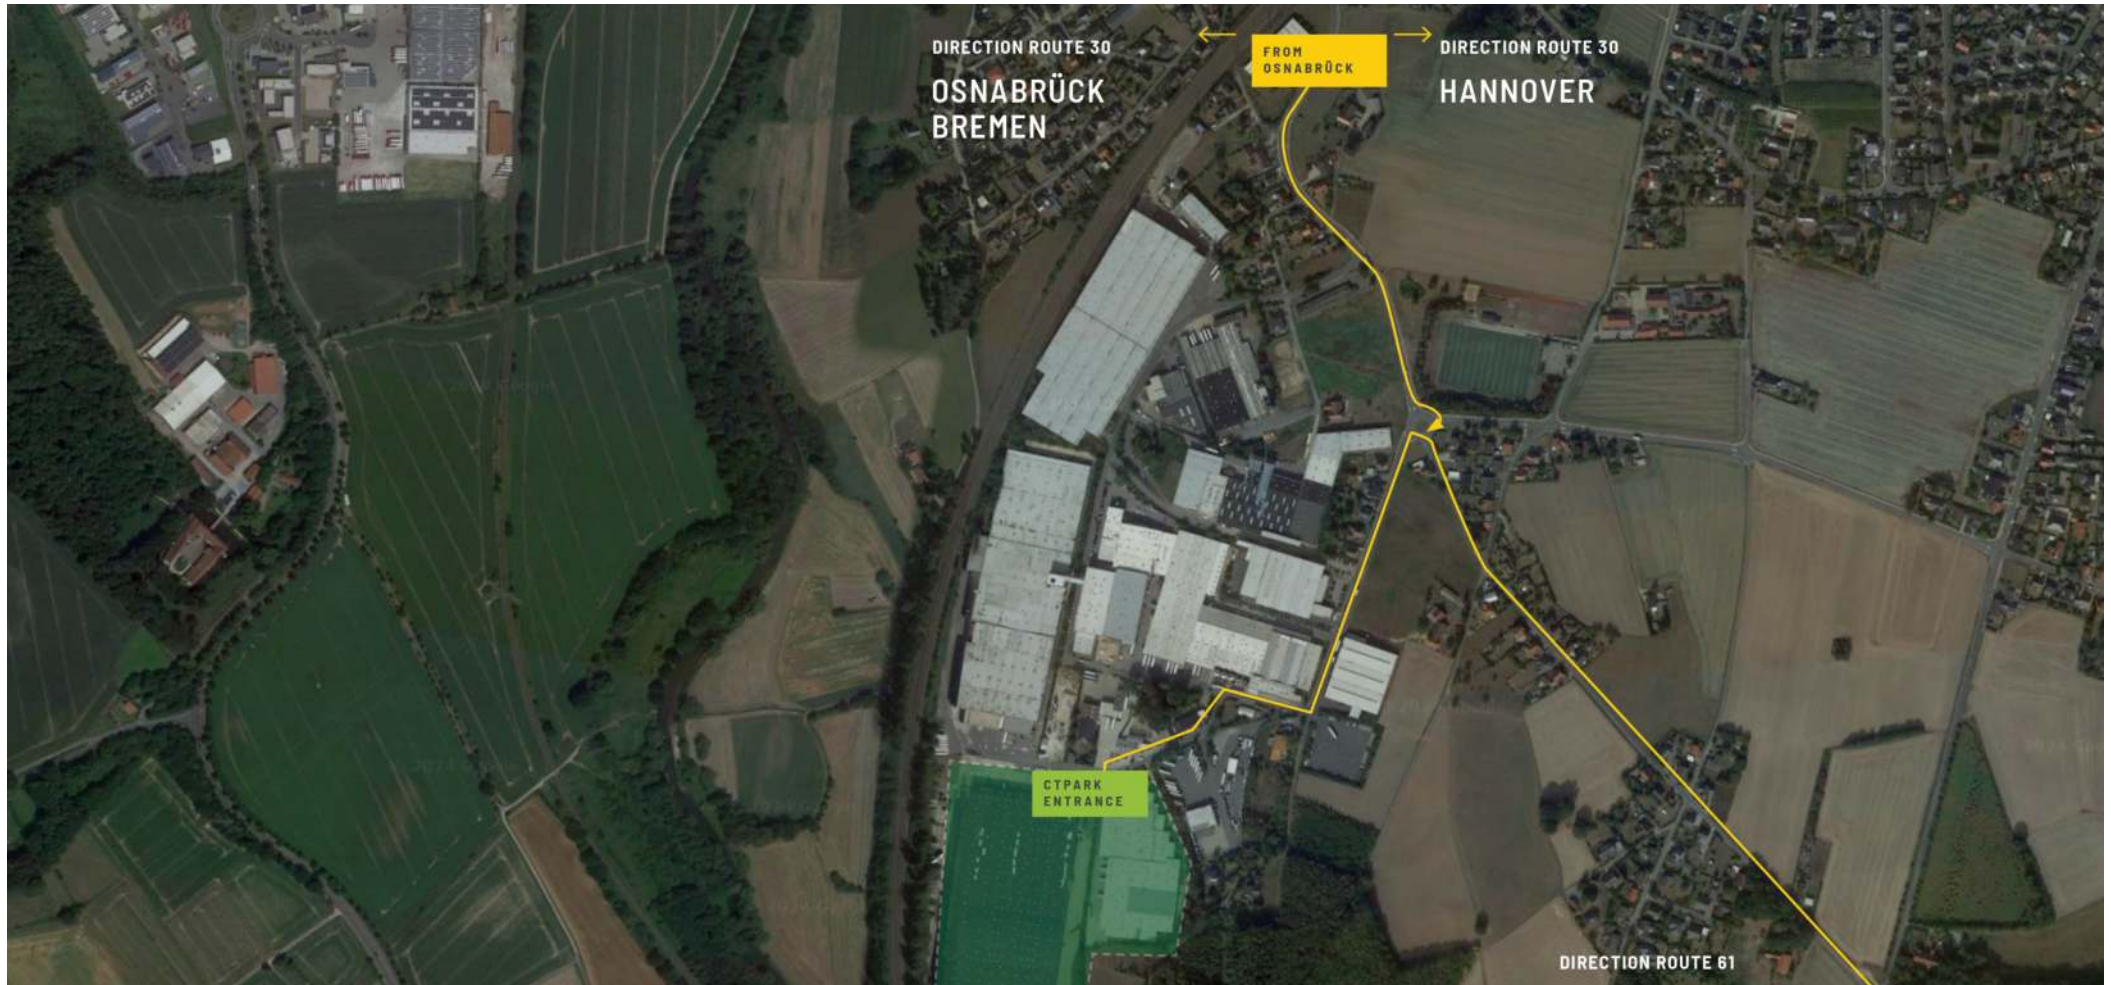 DIRECTION ROUTE 30
OSNABRÜCK
BREMEN
FROM
OSNABRÜCK
DIRECTION ROUTE 30
HANNOVER
CTPARK
ENTRANCE
DIRECTION ROUTE 61